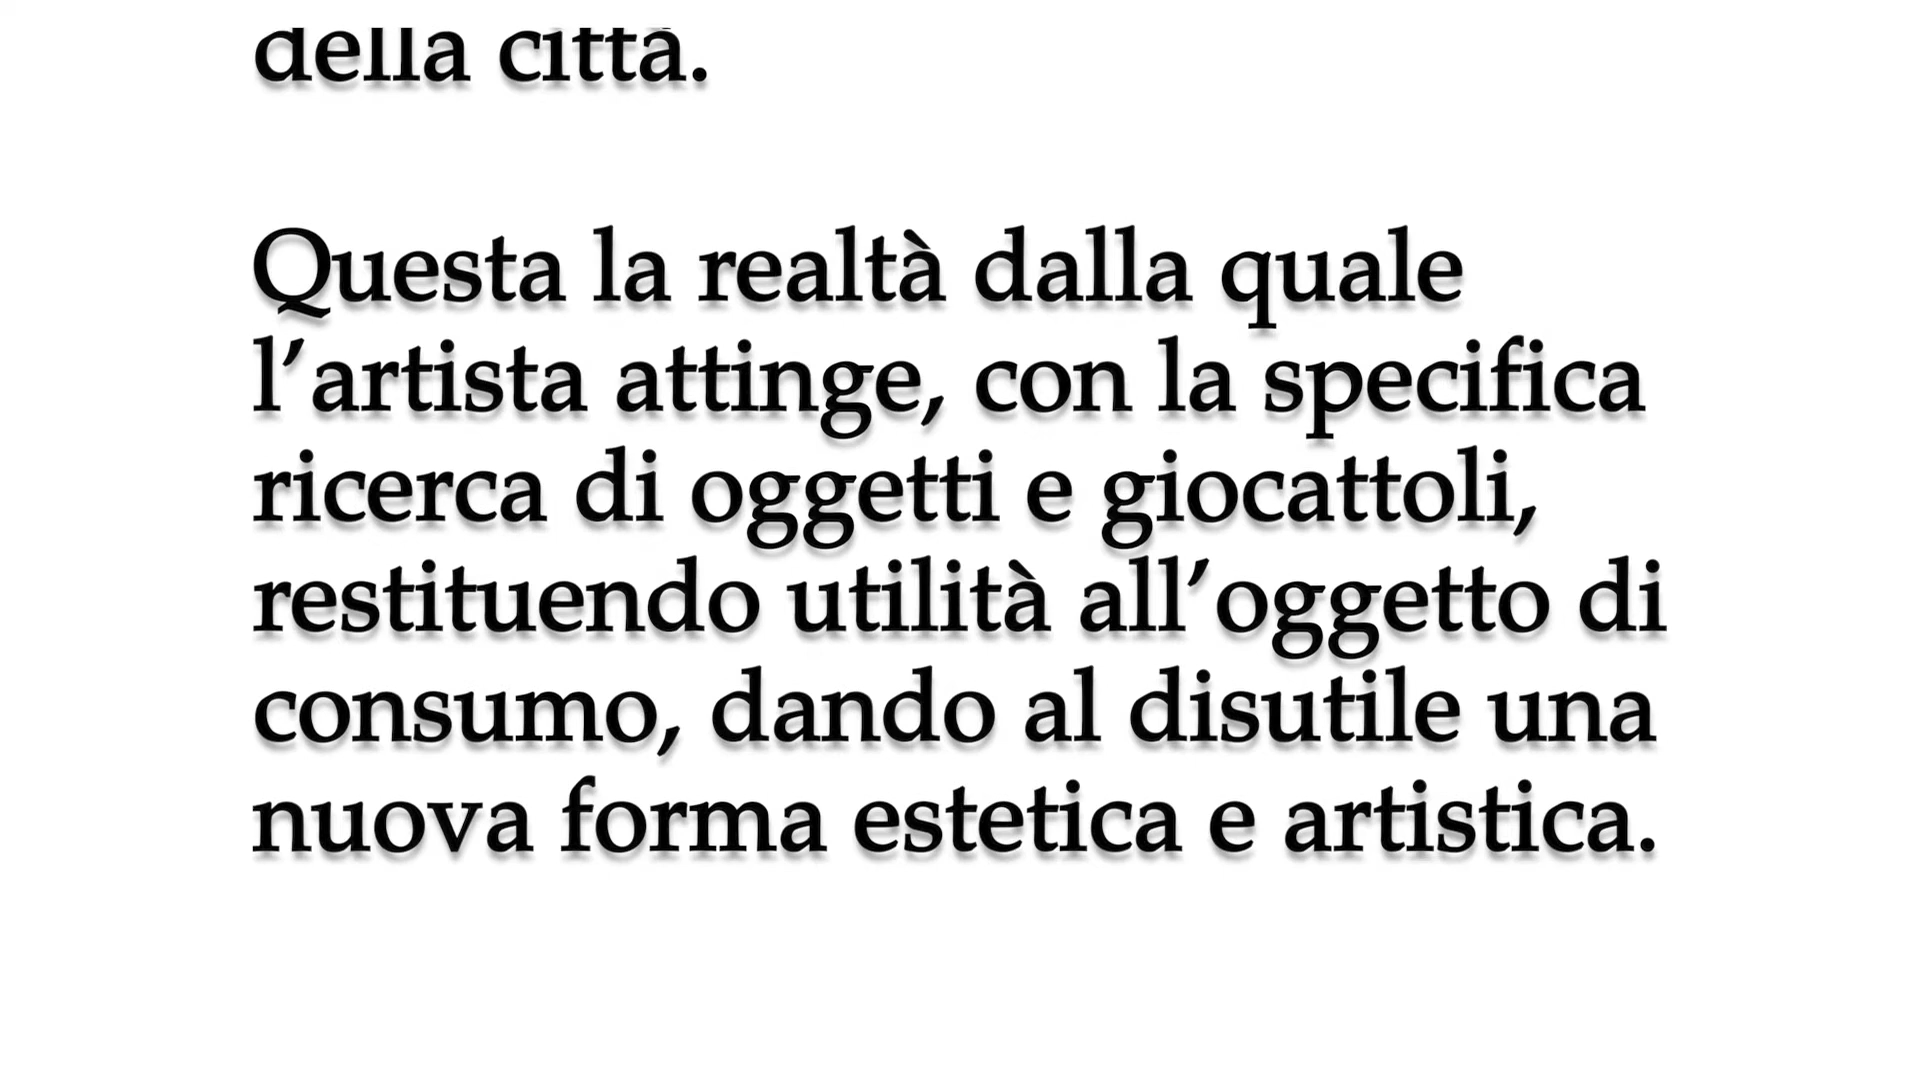 della città.
Questa la realtà dalla quale
l’artista attinge, con la specifica
ricerca di oggetti e giocattoli,
restituendo utilità all’oggetto di
consumo, dando al disutile una
nuova forma estetica e artistica.